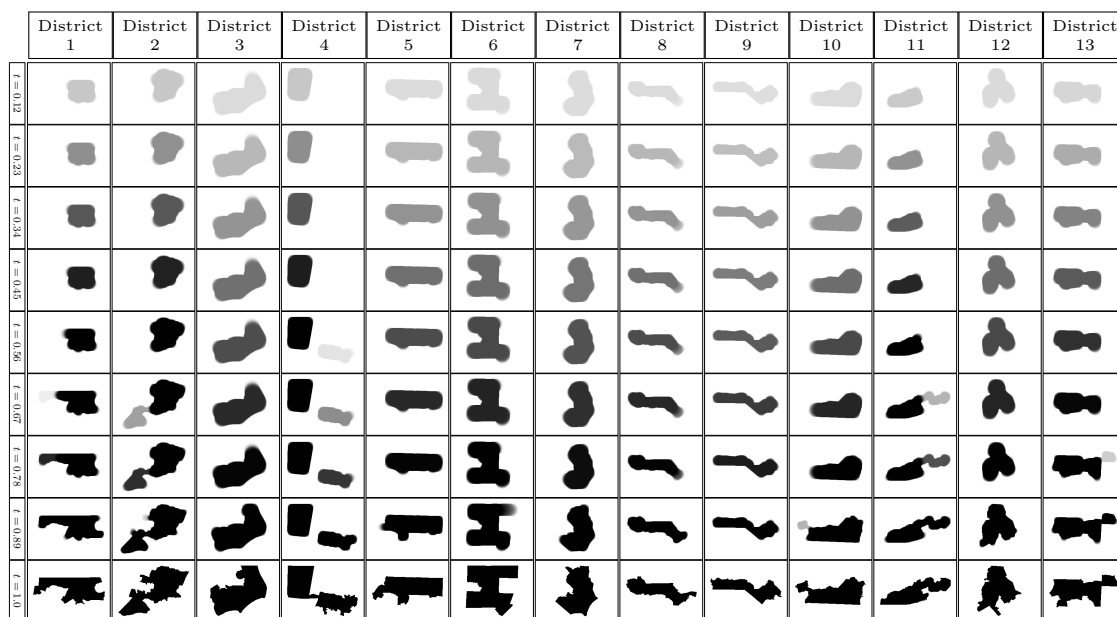 District 1
District 2
District 3
District 4
District 5
District 6
District 7
District 8
District 9
District 10
District 11
District 12
District 13
t = 0.12
t = 0.23
t = 0.34
t = 0.45
t = 0.56
t = 0.67
t = 0.78
t = 0.89
t = 1.0